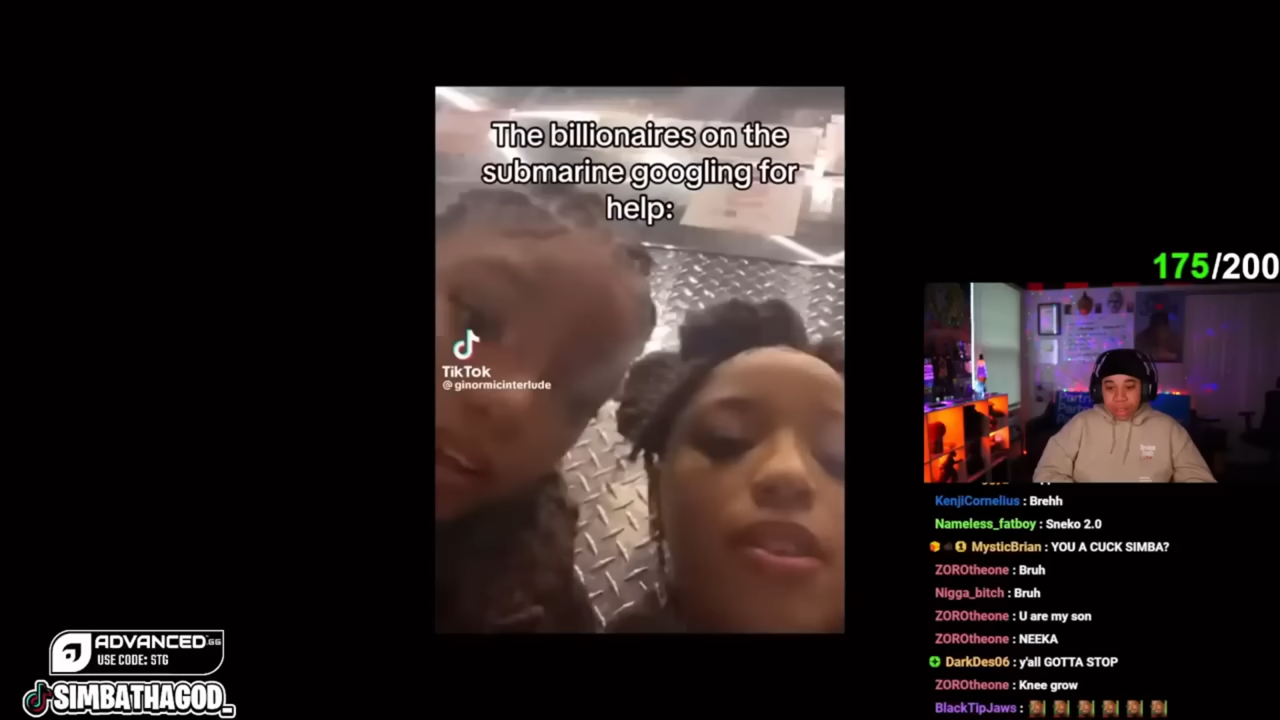 The billionaires on the
submarine googling for
help:
TikTok
@ginormicinterlude
175/200
KenjiCornelius : Brehh
Nameless_fatboy : Sneko 2.0
MysticBrian : YOU A CUCK SIMBA?
ZOROtheone : Bruh
Nigga_bitch : Bruh
ZOROtheone : U are my son
ZOROtheone : NEEKA
DarkDes06 : y'all GOTTA STOP
ZOROtheone : Knee grow
BlackTipJaws :
ADVANCED.GG
USE CODE: STG
@SIMBATHAGOD_